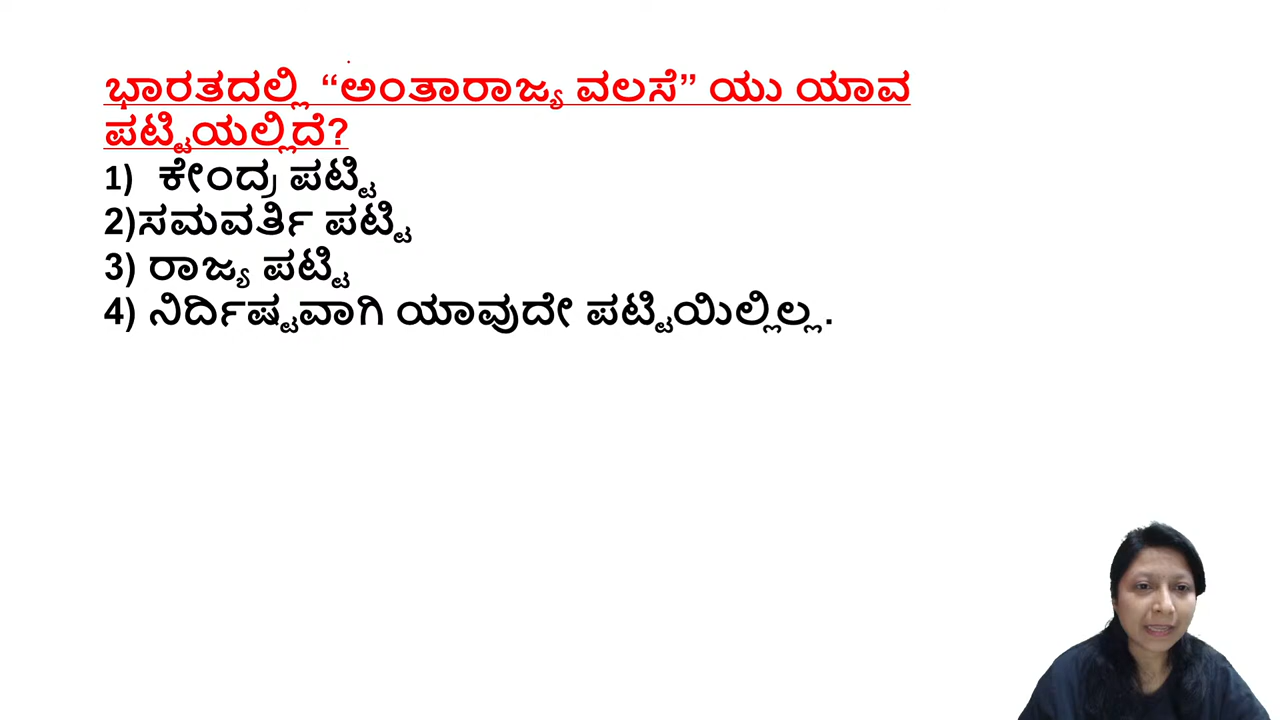 ಭಾರತದಲ್ಲಿ “ಅಂತಾರಾಜ್ಯ ವಲಸೆ” ಯು ಯಾವ
ಪಟ್ಟಿಯಲ್ಲಿದೆ?
1) ಕೇಂದ್ರ ಪಟ್ಟಿ
2)ಸಮವರ್ತಿ ಪಟ್ಟಿ
3) ರಾಜ್ಯ ಪಟ್ಟಿ
4) ನಿರ್ದಿಷ್ಟವಾಗಿ ಯಾವುದೇ ಪಟ್ಟಿಯಿಲ್ಲಿಲ್ಲ.